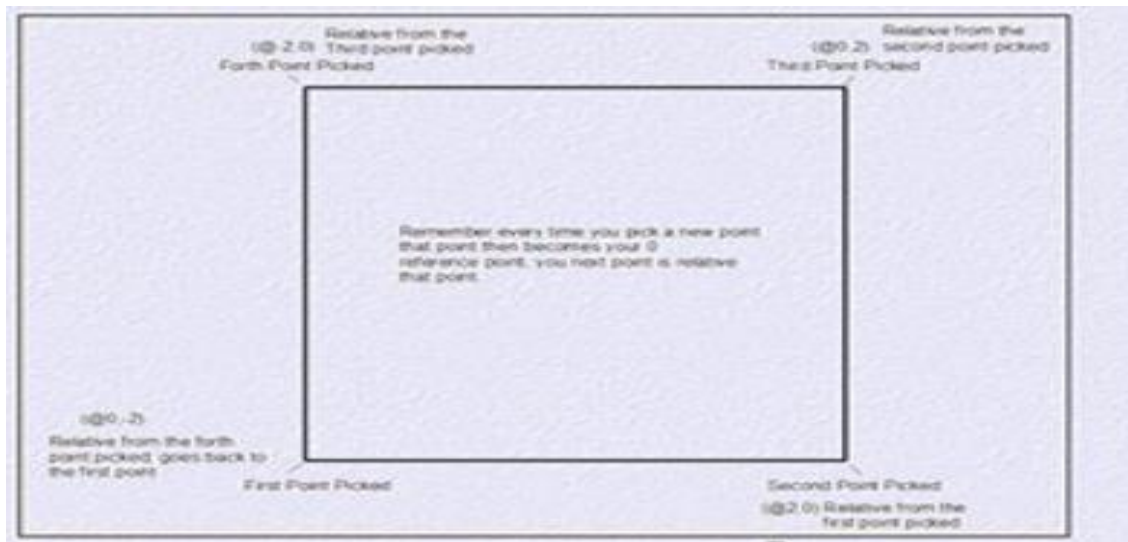 Relative from the
(@-2,0) Third point picked
Forth Point Picked
Relative from the
(@0,2) second point picked
Third Point Picked
Remember every time you pick a new point
that point then becomes your 0
reference point, you next point is relative
that point.
(@0,-2)
Relative from the forth
point picked, goes back to
the first point
First Point Picked
Second Point Picked
(@2,0) Relative from the
first point picked